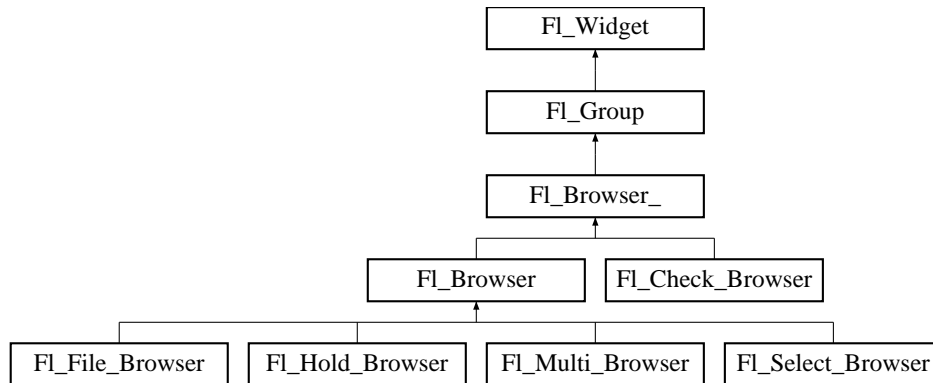 Fl_Widget
Fl_Group
Fl_Browser_
Fl_Browser
Fl_Check_Browser
Fl_File_Browser
Fl_Hold_Browser
Fl_Multi_Browser
Fl_Select_Browser